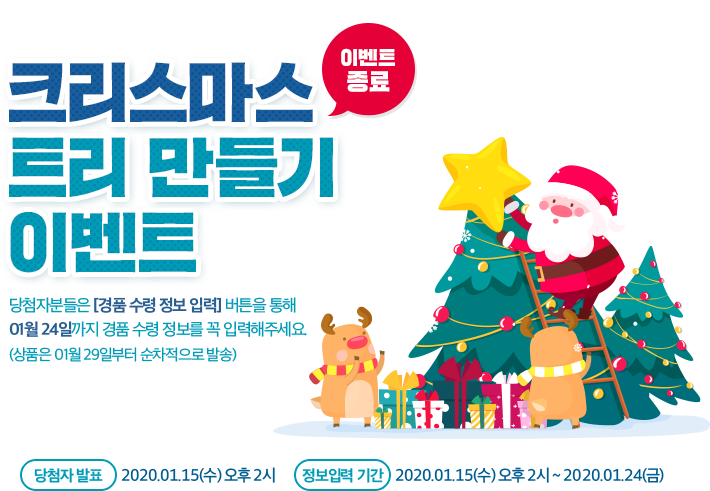 이벤트
종료
크리스마스
트리 만들기
이벤트
당첨자분들은 [경품 수령 정보 입력] 버튼을 통해
01월 24일까지 경품 수령 정보를 꼭 입력해주세요.
(상품은 01월 29일부터 순차적으로 발송)
당첨자 발표 2020.01.15(수) 오후 2시 정보입력 기간 2020.01.15(수) 오후 2시 ~ 2020.01.24(금)